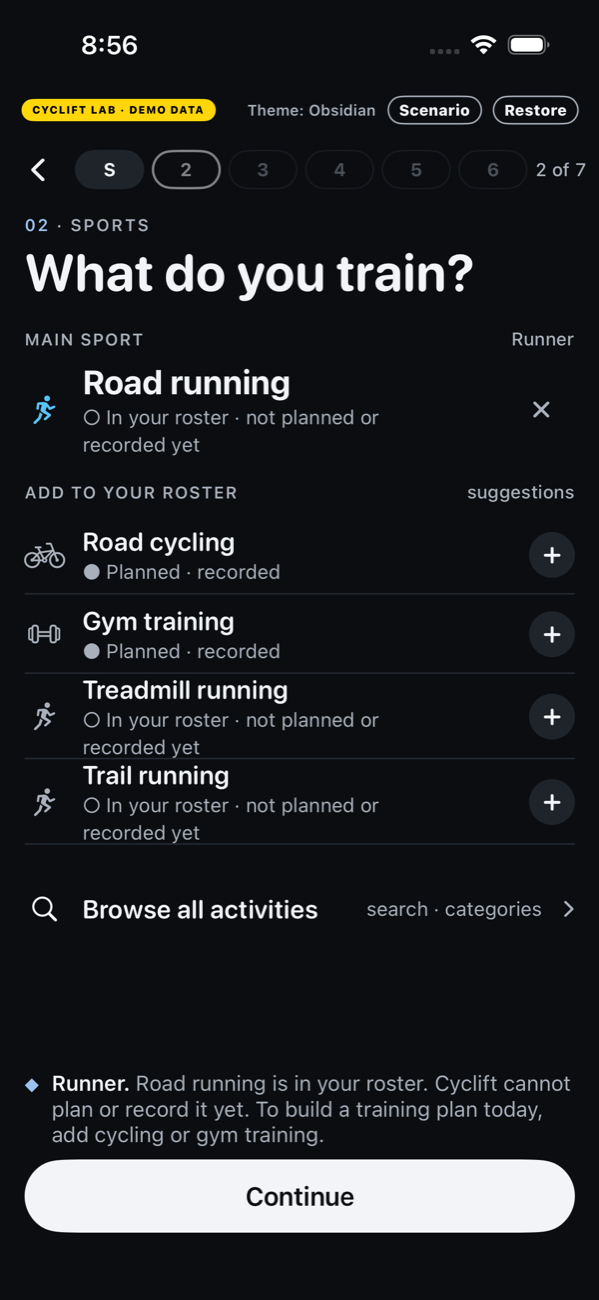 8:56
CYCLIFT LAB · DEMO DATA
Theme: Obsidian
Scenario
Restore
S
2
3
4
5
6
2 of 7
02 · SPORTS
What do you train?
MAIN SPORT
Runner
Road running
In your roster · not planned or
recorded yet
ADD TO YOUR ROSTER
suggestions
Road cycling
Planned · recorded
Gym training
Planned · recorded
Treadmill running
In your roster · not planned or
recorded yet
Trail running
In your roster · not planned or
recorded yet
Browse all activities
search · categories
Runner. Road running is in your roster. Cyclift cannot
plan or record it yet. To build a training plan today,
add cycling or gym training.
Continue